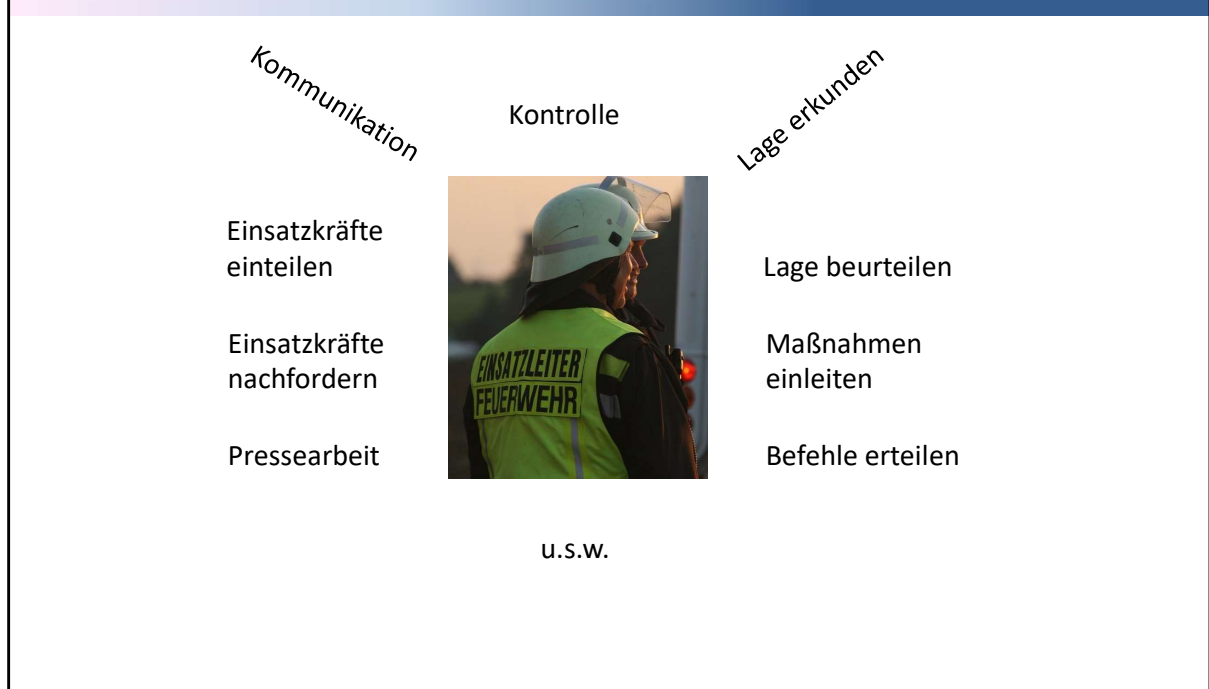 Kommunikation
Kontrolle
Lage erkunden
Einsatzkräfte
einteilen
Einsatzkräfte
nachfordern
Pressearbeit
EINSATZLEITER
FEUERWEHR
Lage beurteilen
Maßnahmen
einleiten
Befehle erteilen
u.s.w.